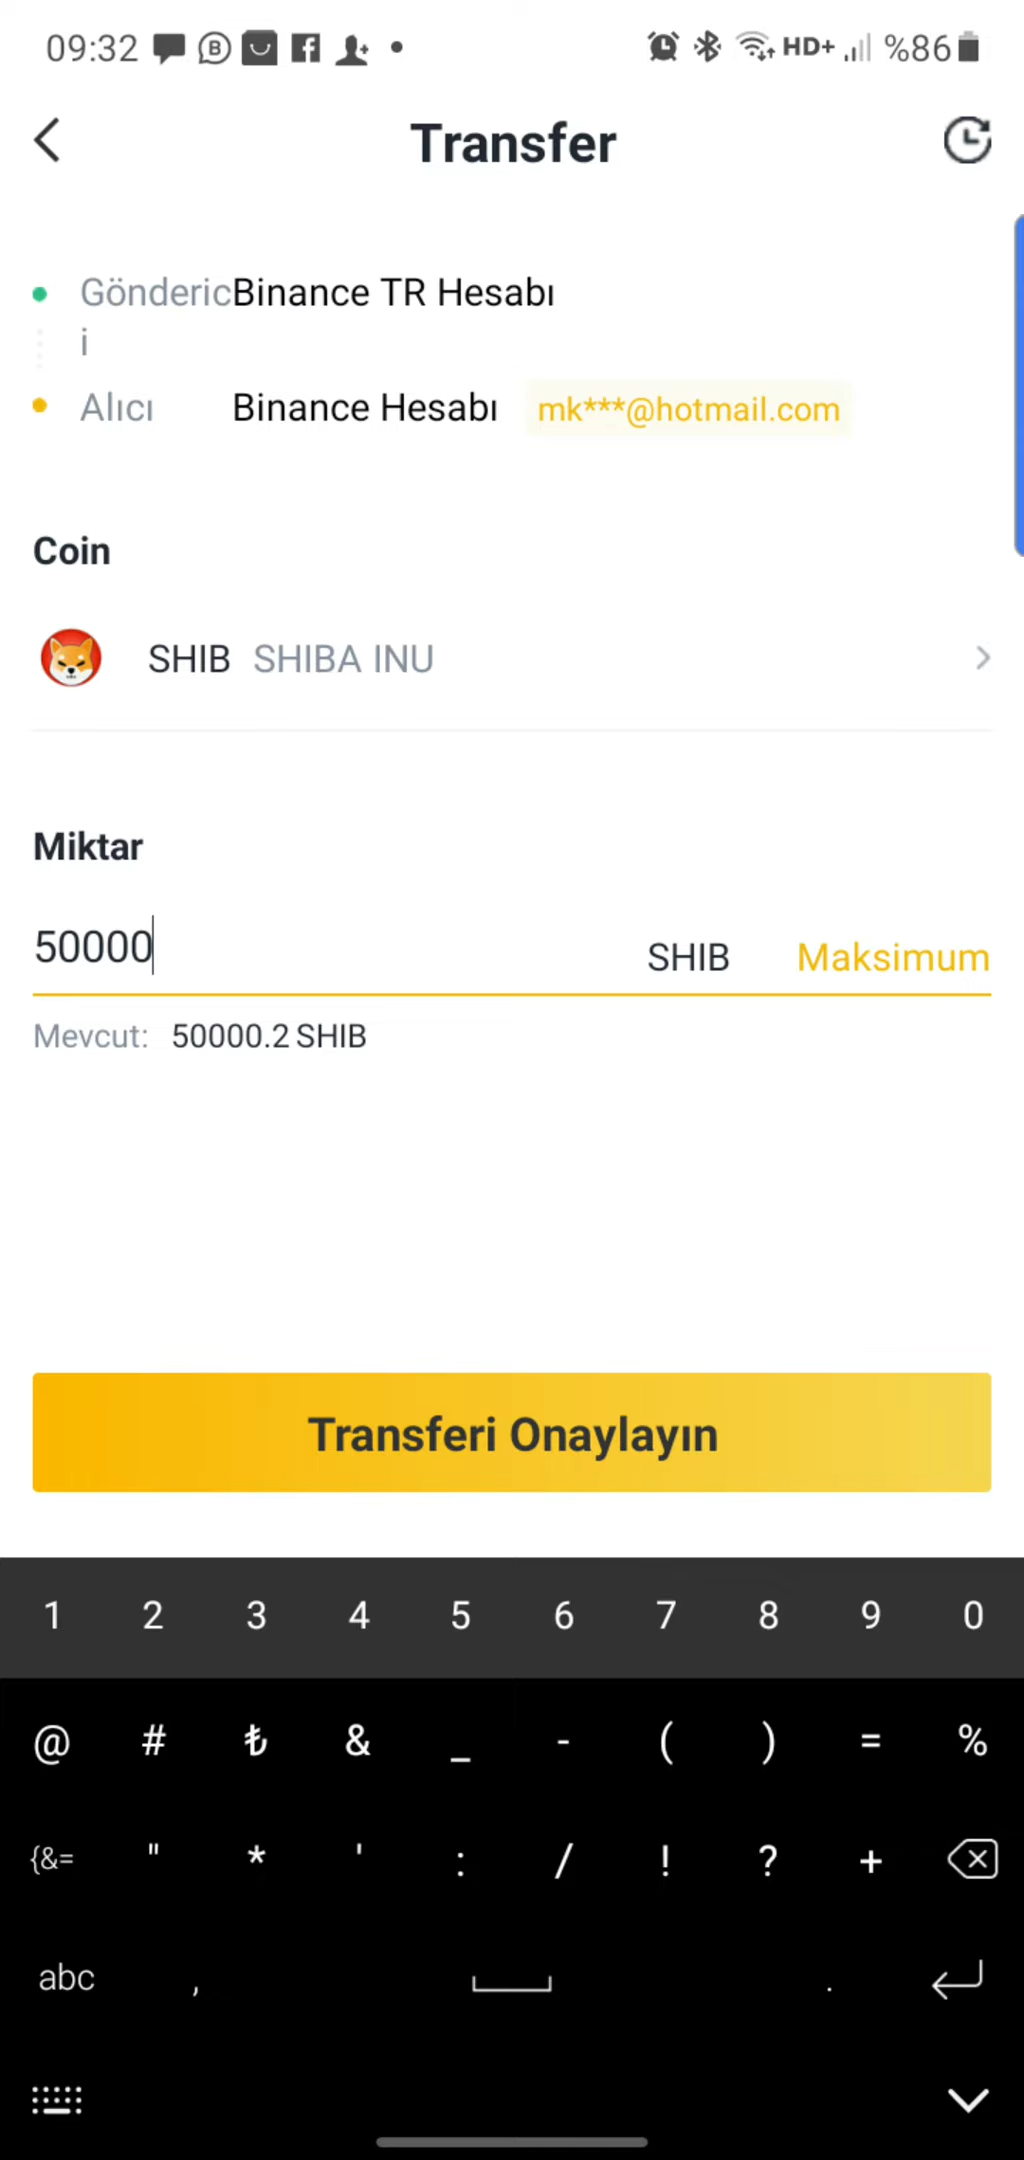 09:32 HD+ %86
Transfer
Gönderici Binance TR Hesabı
Alıcı Binance Hesabı mk***@hotmail.com
Coin
SHIB SHIBA INU
Miktar
50000 SHIB Maksimum
Mevcut: 50000.2 SHIB
Transferi Onaylayın
1 2 3 4 5 6 7 8 9 0
@ # ₺ & _ - ( ) = %
{&= " * ' : / ! ? +
abc , .